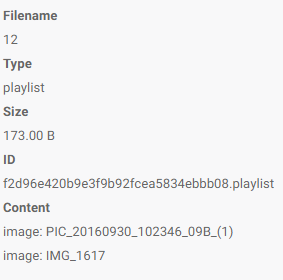 Filename
12
Type
playlist
Size
173.00 B
ID
f2d96e420b9e3f9b92fcea5834ebbb08.playlist
Content
image: PIC_20160930_102346_09B_(1)
image: IMG_1617